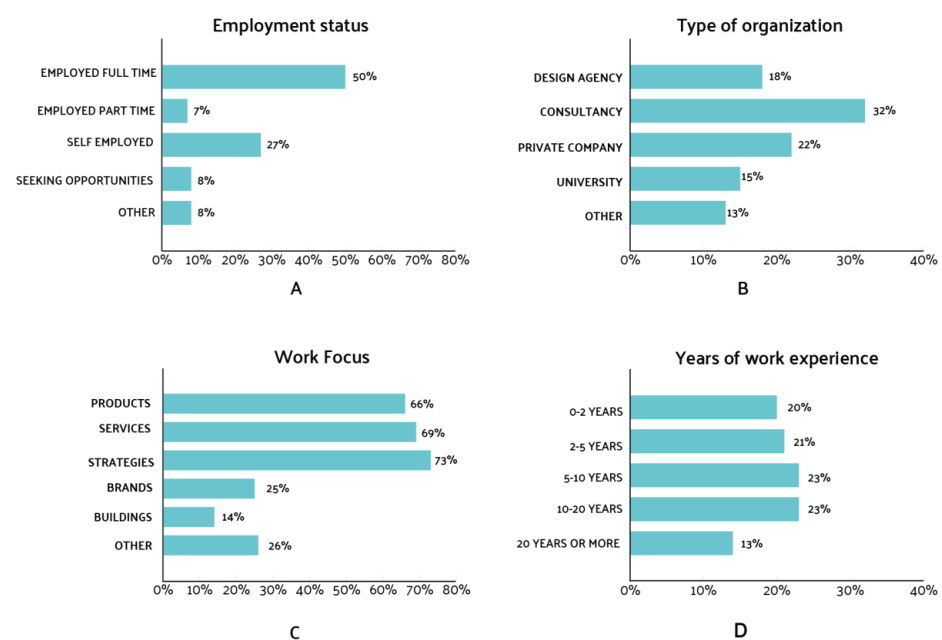 Employment status
EMPLOYED FULL TIME 50%
EMPLOYED PART TIME 7%
SELF EMPLOYED 27%
SEEKING OPPORTUNITIES 8%
OTHER 8%
0% 10% 20% 30% 40% 50% 60% 70% 80%
A
Type of organization
DESIGN AGENCY 18%
CONSULTANCY 32%
PRIVATE COMPANY 22%
UNIVERSITY 15%
OTHER 13%
0% 10% 20% 30% 40%
B
Work Focus
PRODUCTS 66%
SERVICES 69%
STRATEGIES 73%
BRANDS 25%
BUILDINGS 14%
OTHER 26%
0% 10% 20% 30% 40% 50% 60% 70% 80%
C
Years of work experience
0-2 YEARS 20%
2-5 YEARS 21%
5-10 YEARS 23%
10-20 YEARS 23%
20 YEARS OR MORE 13%
0% 10% 20% 30% 40%
D